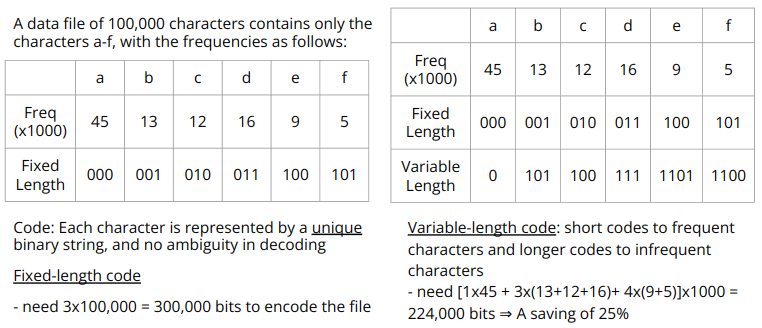 A data file of 100,000 characters contains only the
characters a-f, with the frequencies as follows:
a b c d e f
Freq
(x1000) 45 13 12 16 9 5
Fixed
Length 000 001 010 011 100 101
Code: Each character is represented by a unique
binary string, and no ambiguity in decoding
Fixed-length code
- need 3x100,000 = 300,000 bits to encode the file
a b c d e f
Freq
(x1000) 45 13 12 16 9 5
Fixed
Length 000 001 010 011 100 101
Variable
Length 0 101 100 111 1101 1100
Variable-length code: short codes to frequent
characters and longer codes to infrequent
characters
- need [1x45 + 3x(13+12+16)+ 4x(9+5)]x1000 =
224,000 bits ⇒ A saving of 25%